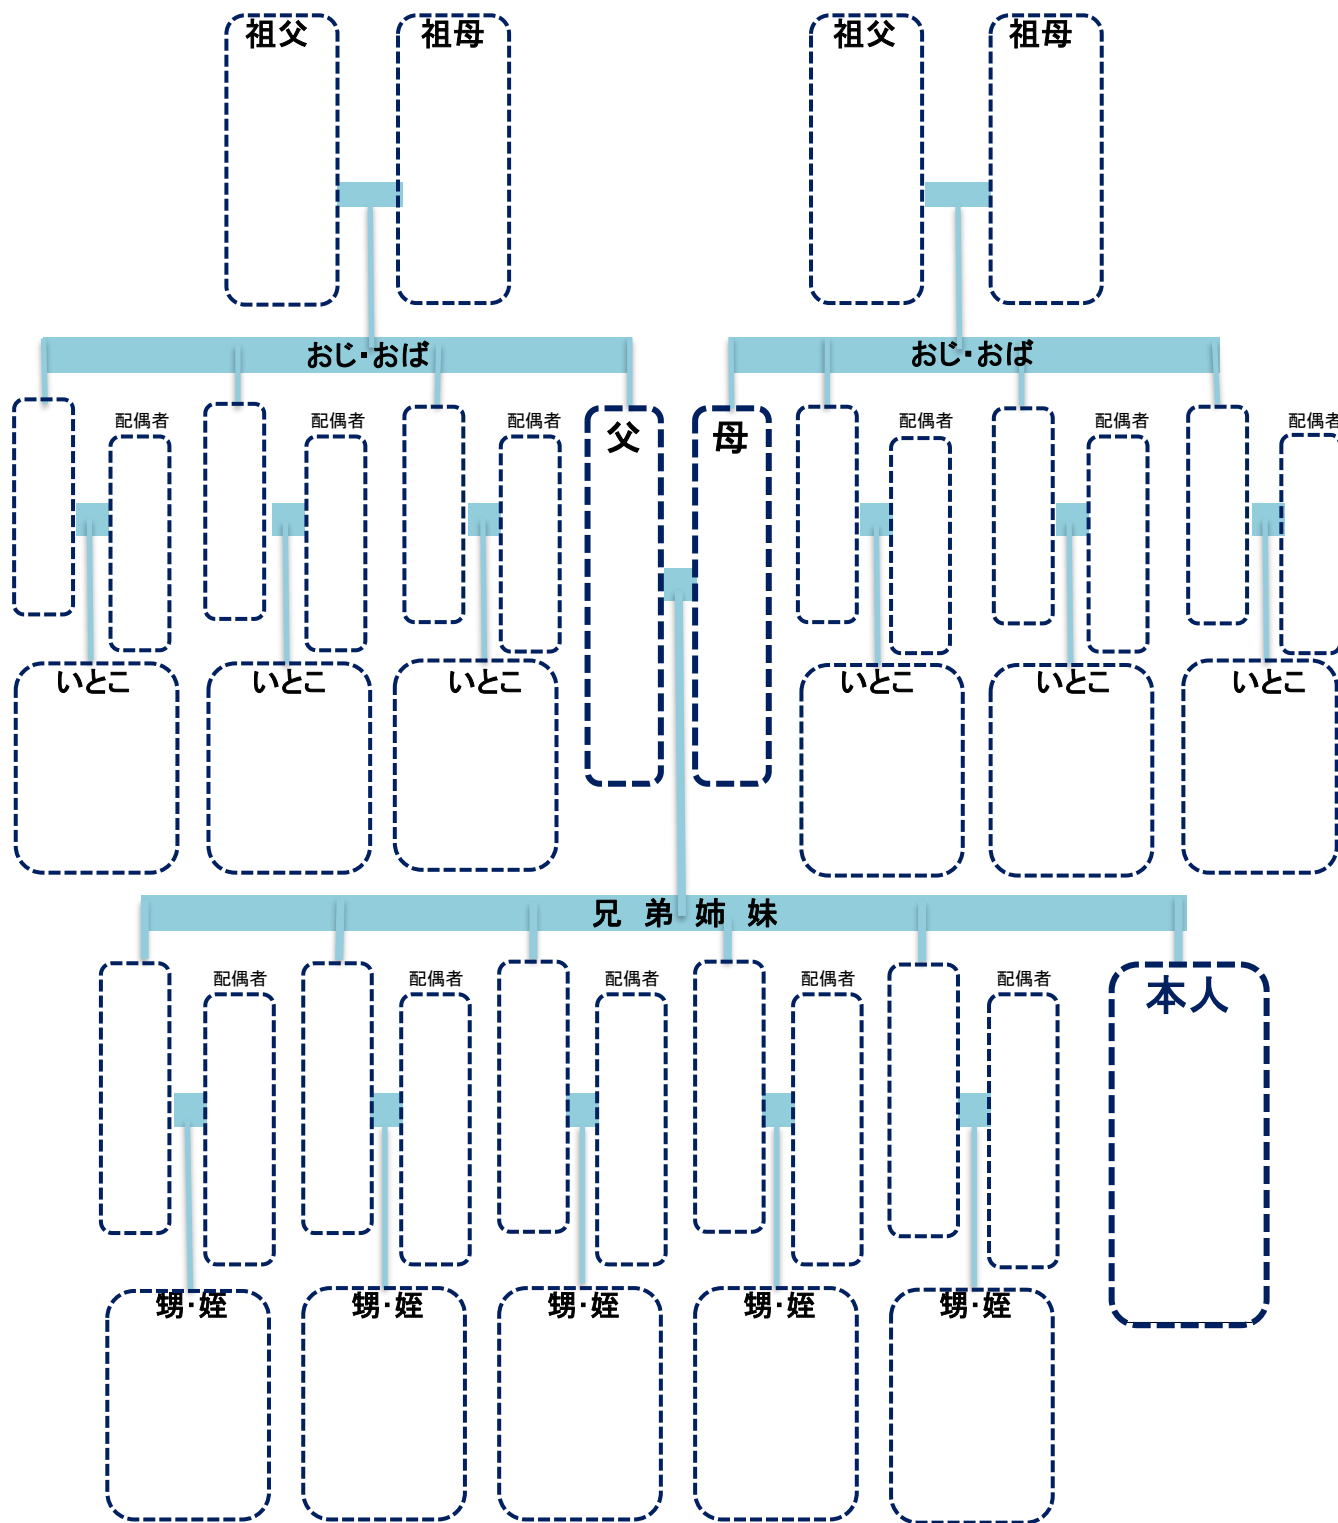 祖父 祖母 祖父 祖母
おじ・おば おじ・おば
配偶者 配偶者 配偶者 父 母 配偶者 配偶者 配偶者
いとこ いとこ いとこ いとこ いとこ いとこ
兄 弟 姉 妹
配偶者 配偶者 配偶者 配偶者 配偶者 本人
甥・姪 甥・姪 甥・姪 甥・姪 甥・姪